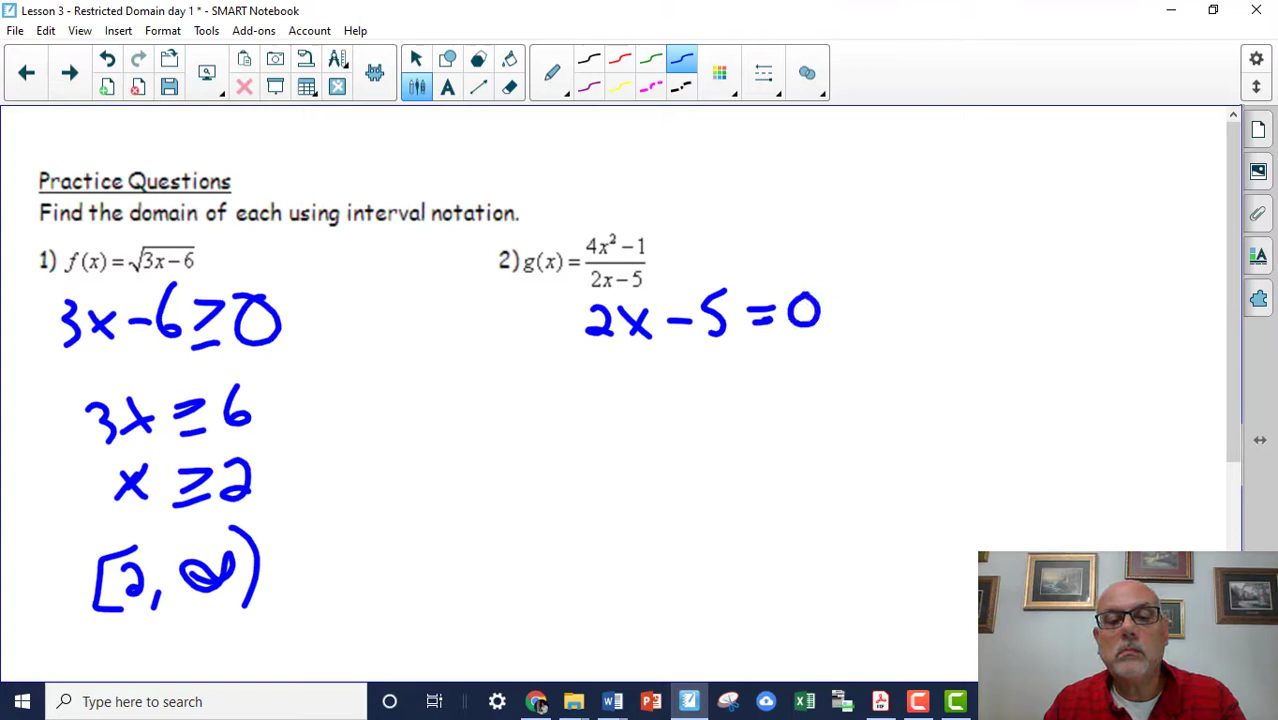 Lesson 3 - Restricted Domain day 1 * - SMART Notebook
File Edit View Insert Format Tools Add-ons Account Help
Practice Questions
Find the domain of each using interval notation.
1) f(x) = √3x−6
2) g(x) = 4x² −1 / 2x−5
3x - 6 ≥ 0
2x - 5 = 0
3x ≥ 6
x ≥ 2
[2, ∞)
Type here to search